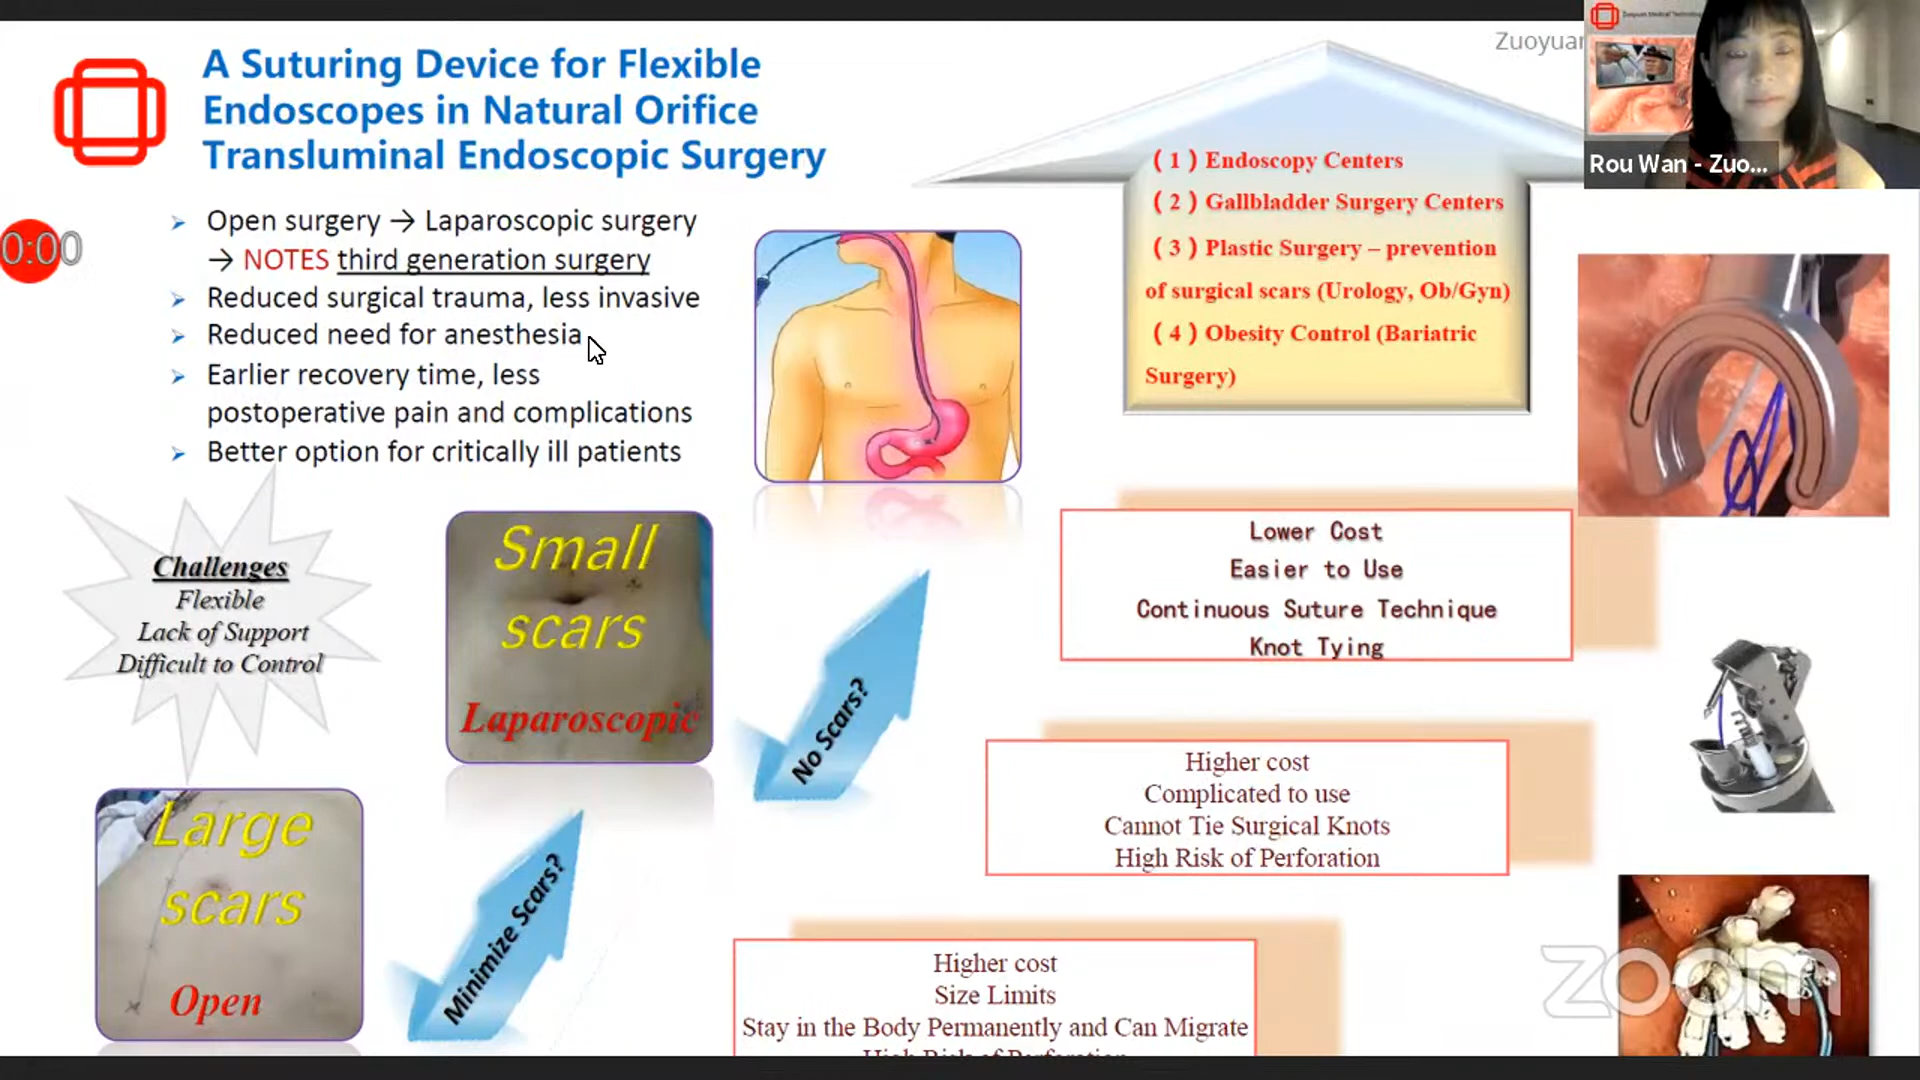 A Suturing Device for Flexible
Endoscopes in Natural Orifice
Transluminal Endoscopic Surgery
Zuoyuan
Rou Wan - Zuo...
0:00
➢ Open surgery → Laparoscopic surgery
→ NOTES third generation surgery
➢ Reduced surgical trauma, less invasive
➢ Reduced need for anesthesia
➢ Earlier recovery time, less
postoperative pain and complications
➢ Better option for critically ill patients
(1) Endoscopy Centers
(2) Gallbladder Surgery Centers
(3) Plastic Surgery – prevention
of surgical scars (Urology, Ob/Gyn)
(4) Obesity Control (Bariatric
Surgery)
Challenges
Flexible
Lack of Support
Difficult to Control
Small
scars
Laparoscopic
No Scars?
Lower Cost
Easier to Use
Continuous Suture Technique
Knot Tying
Large
scars
Open
Minimize Scars?
Higher cost
Complicated to use
Cannot Tie Surgical Knots
High Risk of Perforation
Higher cost
Size Limits
Stay in the Body Permanently and Can Migrate
High Risk of Perforation
zoom